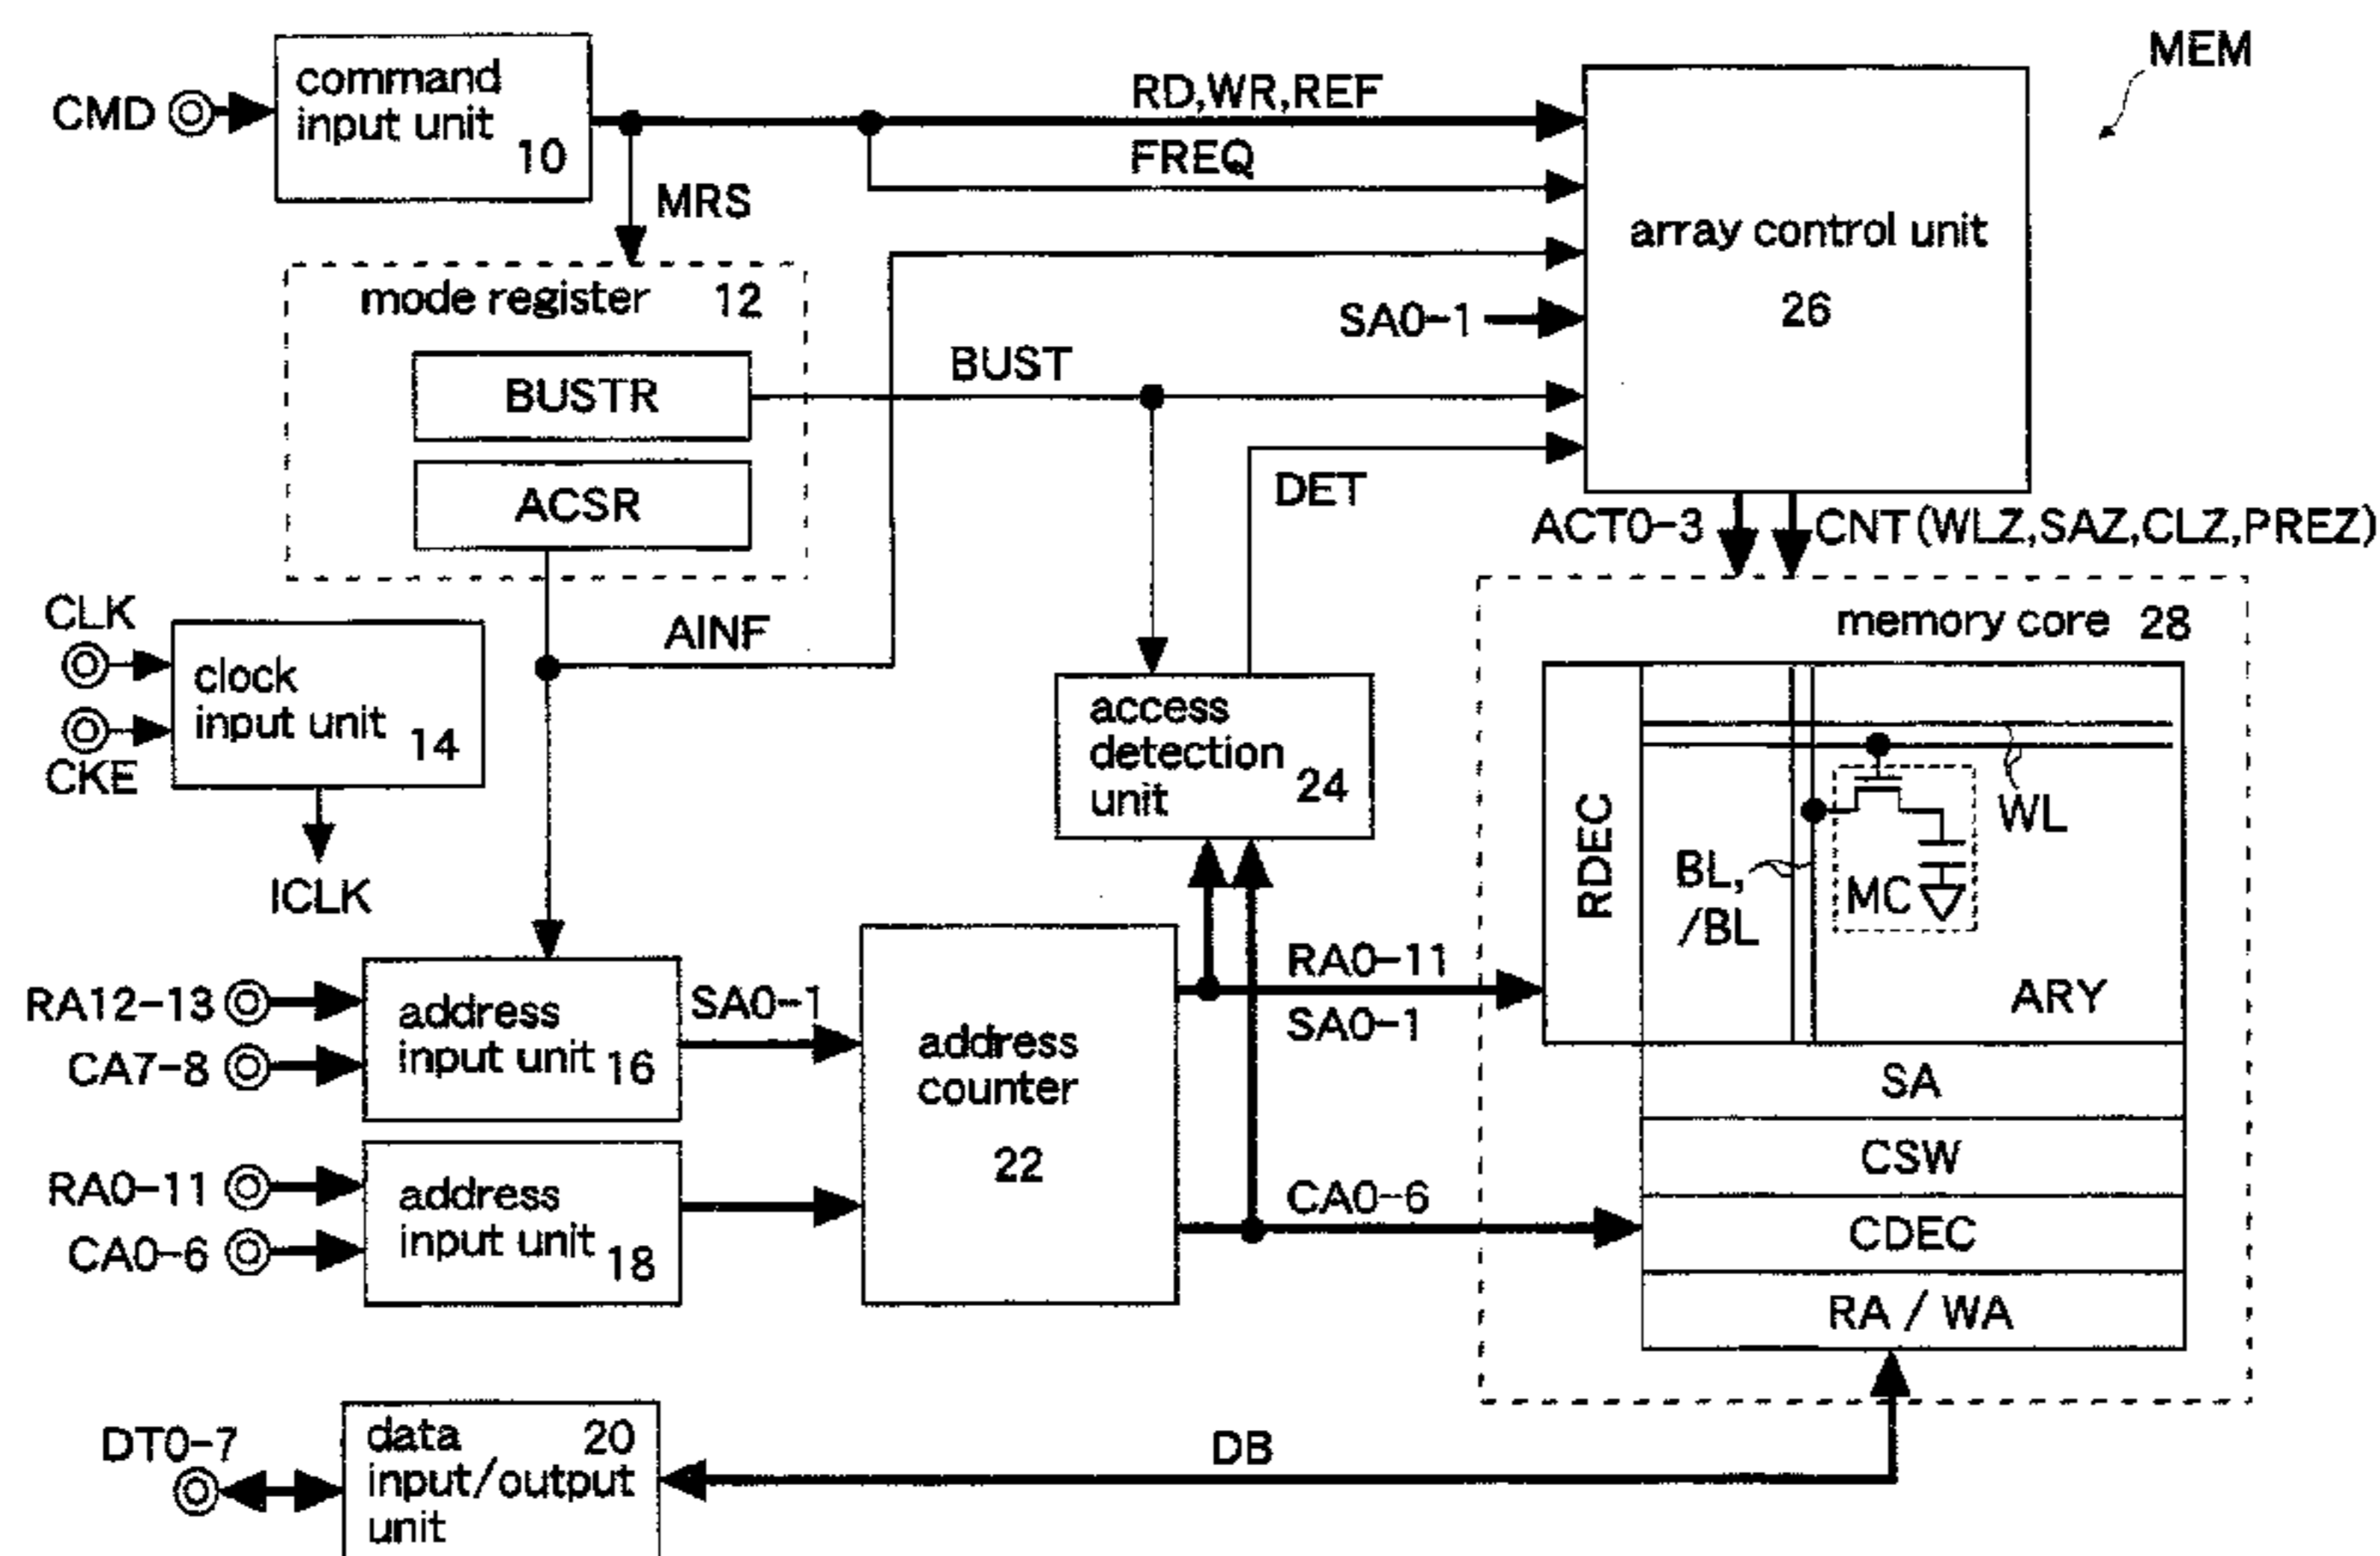 MEM
command
input unit
10
CMD
RD,WR,REF
FREQ
MRS
array control unit
26
mode register 12
SA0-1
BUSTR
BUST
ACSR
DET
ACT0-3
CNT(WLZ,SAZ,CLZ,PREZ)
CLK
CKE
clock
input unit 14
ICLK
AINF
access
detection
unit
24
memory core 28
RDEC
WL
BL,
/BL
MC
ARY
RA12-13
CA7-8
address
input unit 16
SA0-1
address
counter
22
RA0-11
SA0-1
SA
CSW
RA0-11
CA0-6
address
input unit 18
CA0-6
CDEC
RA / WA
DT0-7
data
input/output
unit
20
DB